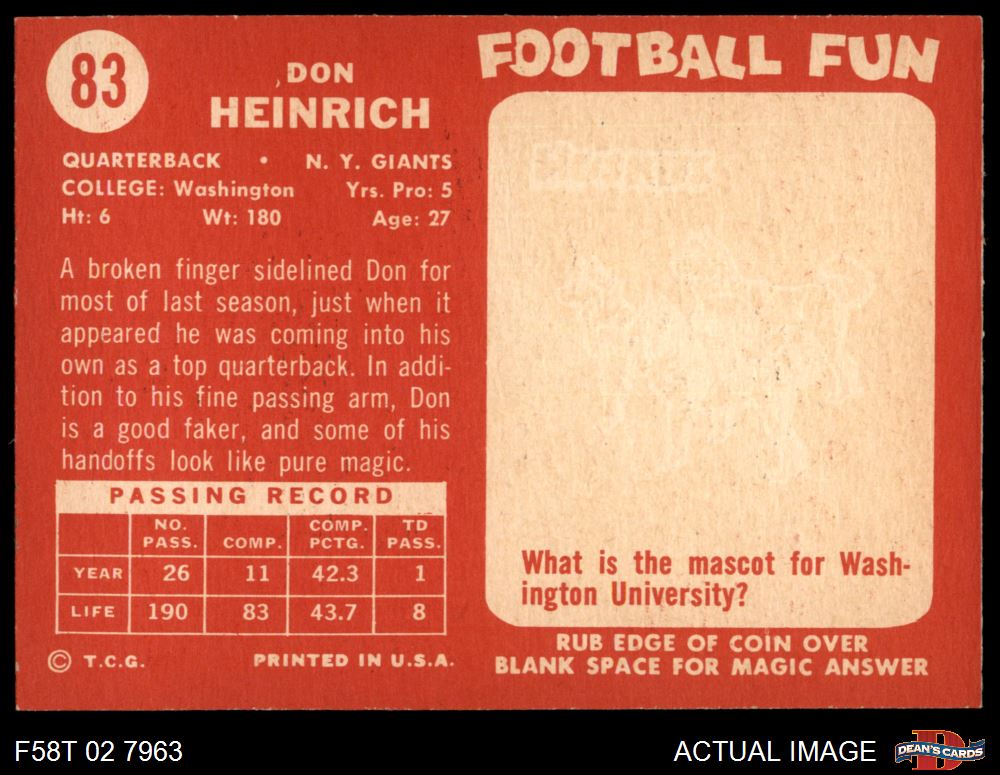 83
DON
HEINRICH
QUARTERBACK • N. Y. GIANTS
COLLEGE: Washington Yrs. Pro: 5
Ht: 6 Wt: 180 Age: 27
A broken finger sidelined Don for
most of last season, just when it
appeared he was coming into his
own as a top quarterback. In addi-
tion to his fine passing arm, Don
is a good faker, and some of his
handoffs look like pure magic.
PASSING RECORD
NO. PASS. COMP. COMP. PCTG. TD PASS.
YEAR 26 11 42.3 1
LIFE 190 83 43.7 8
© T.C.G. PRINTED IN U.S.A.
FOOTBALL FUN
What is the mascot for Wash-
ington University?
RUB EDGE OF COIN OVER
BLANK SPACE FOR MAGIC ANSWER
F58T 02 7963
ACTUAL IMAGE
DEAN'S CARDS